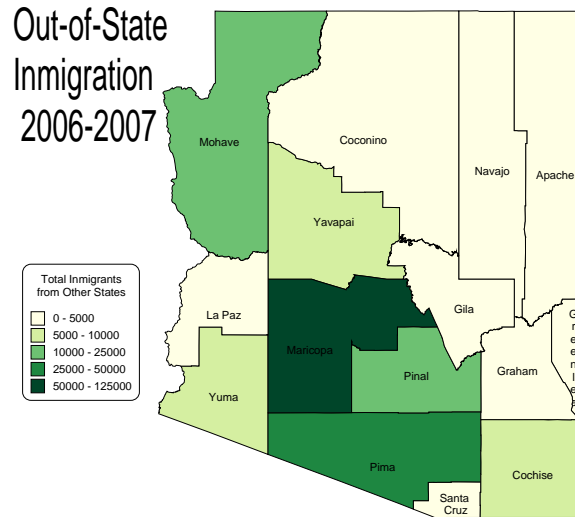 Out-of-State
Inmigration
2006-2007
Mohave
Coconino
Navajo
Apache
Yavapai
Total Inmigrants
from Other States
0 - 5000
5000 - 10000
10000 - 25000
25000 - 50000
50000 - 125000
La Paz
Gila
Maricopa
Pinal
Graham
Yuma
Pima
Cochise
Santa
Cruz